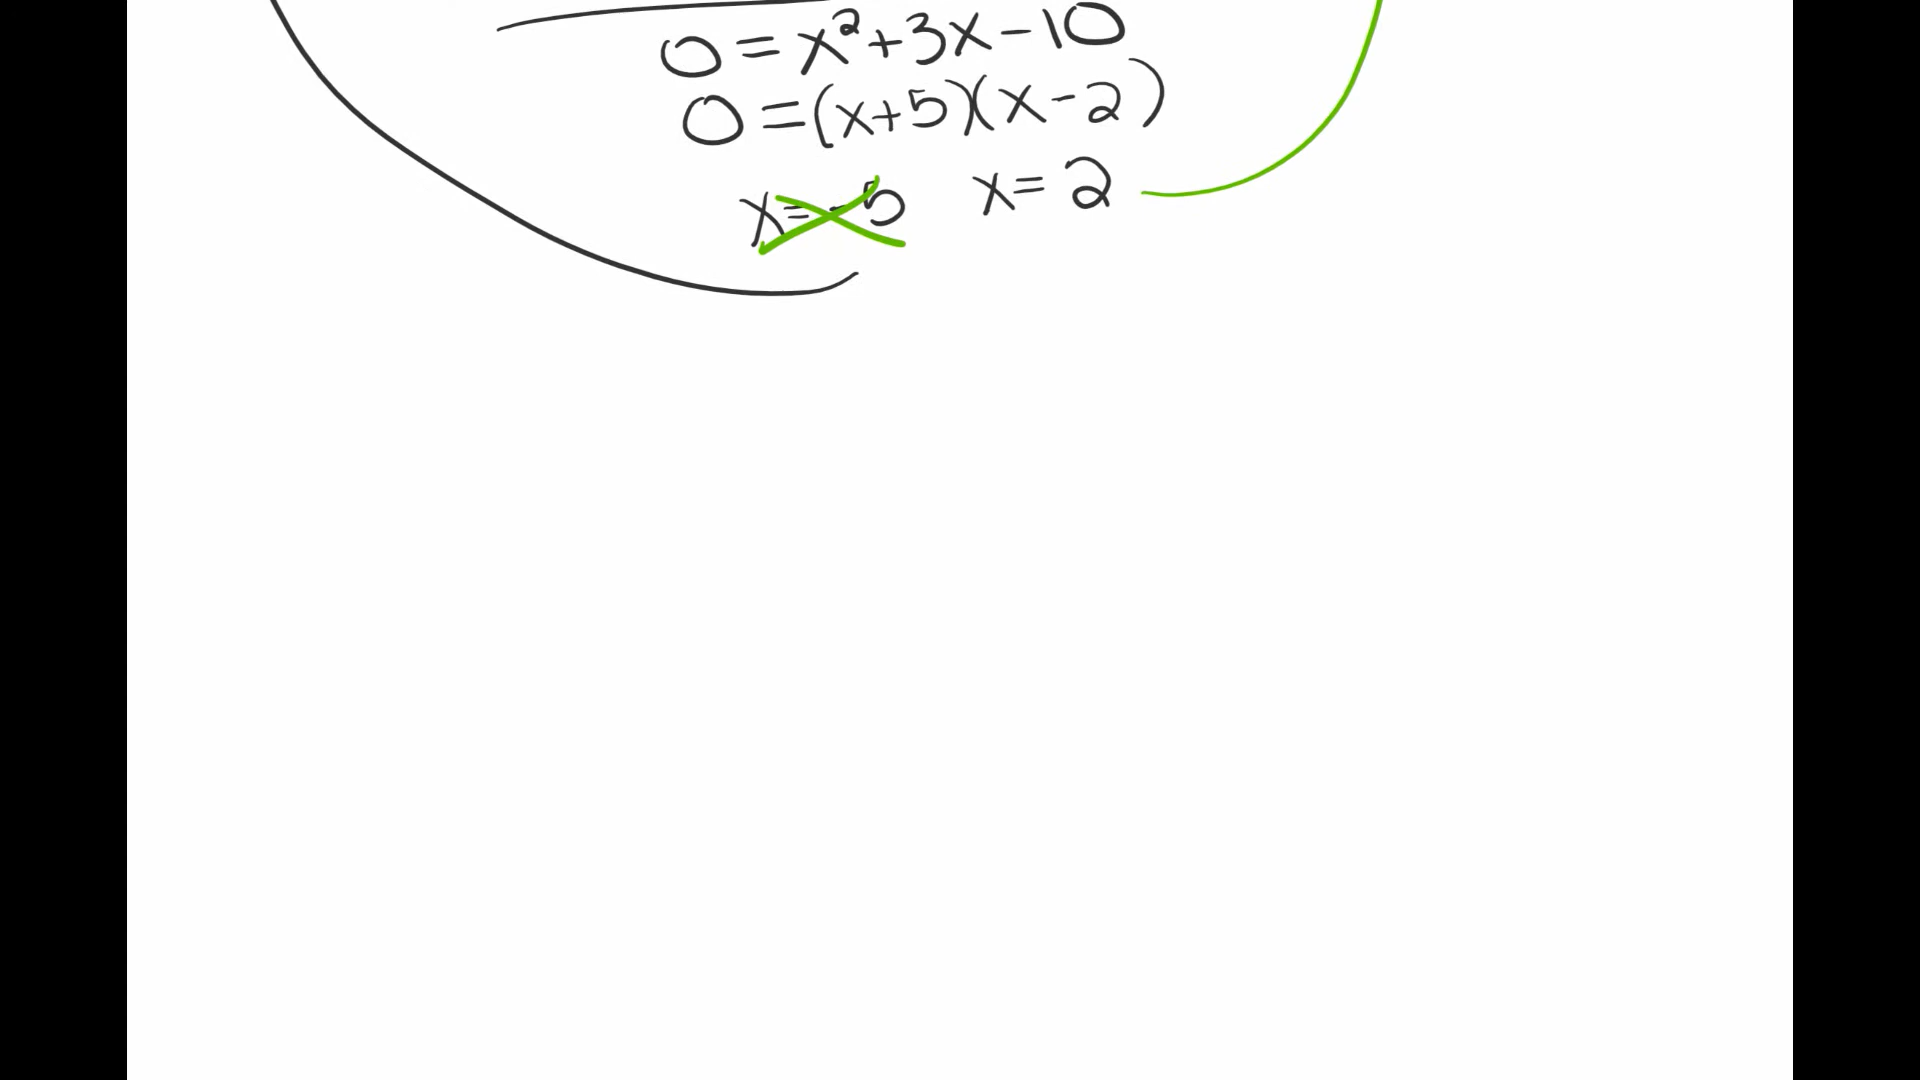 0 = x² + 3x - 10
0 = (x+5)(x-2)
x = -5 x = 2